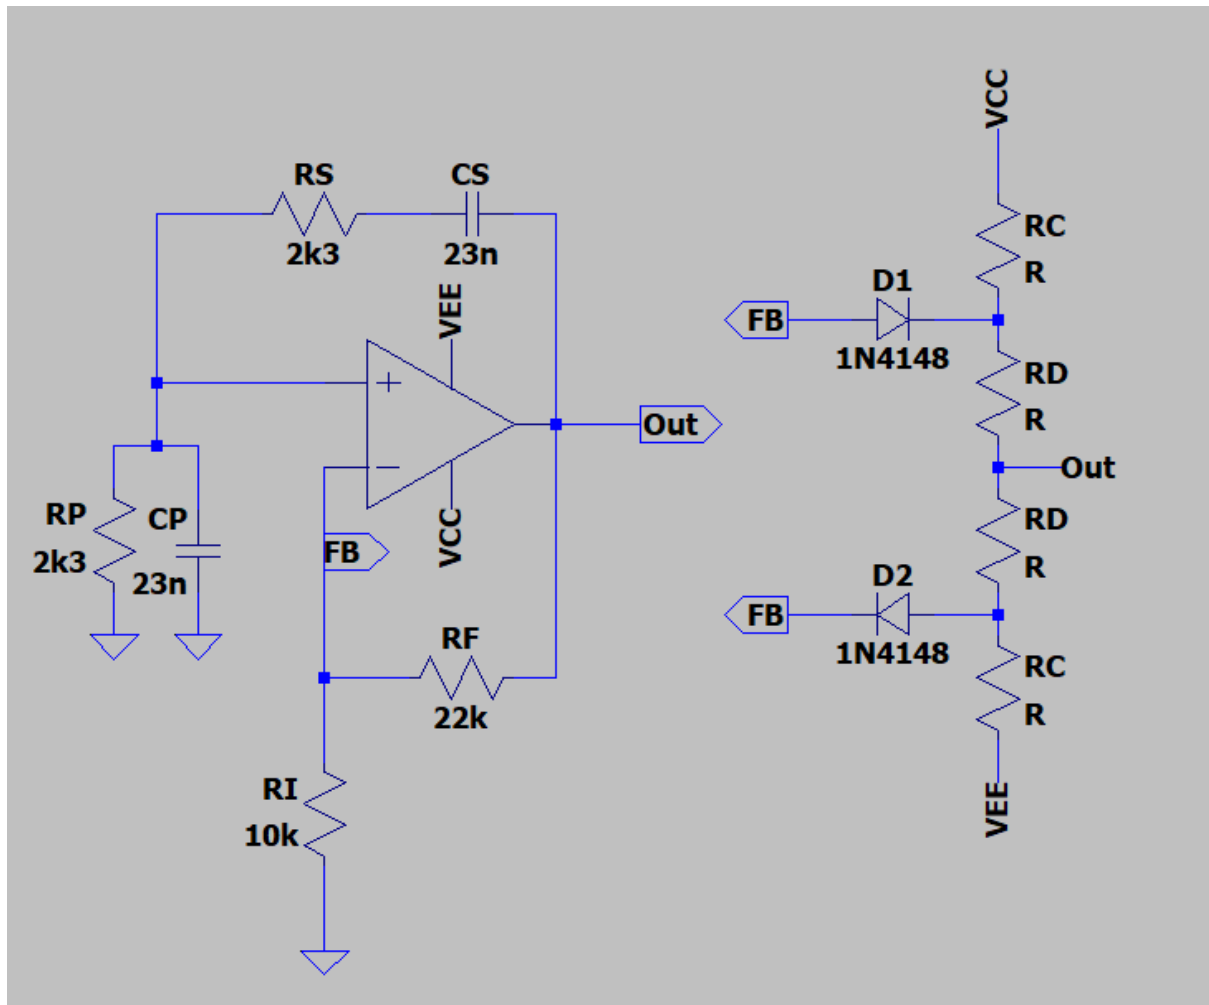 VCC
RS
CS
2k3
23n
RC
R
VEE
D1
FB
1N4148
RD
R
+
Out
−
Out
RP
CP
2k3
23n
VCC
FB
RD
R
D2
FB
1N4148
RF
22k
RC
R
RI
10k
VEE